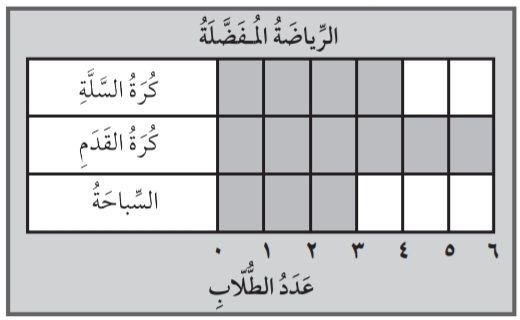 الرِّياضَةُ المُفَضَّلَةُ
كُرَةُ السَّلَّةِ
كُرَةُ القَدَمِ
السِّباحَةُ
٠ ١ ٢ ٣ ٤ ٥ ٦
عَدَدُ الطُّلّابِ